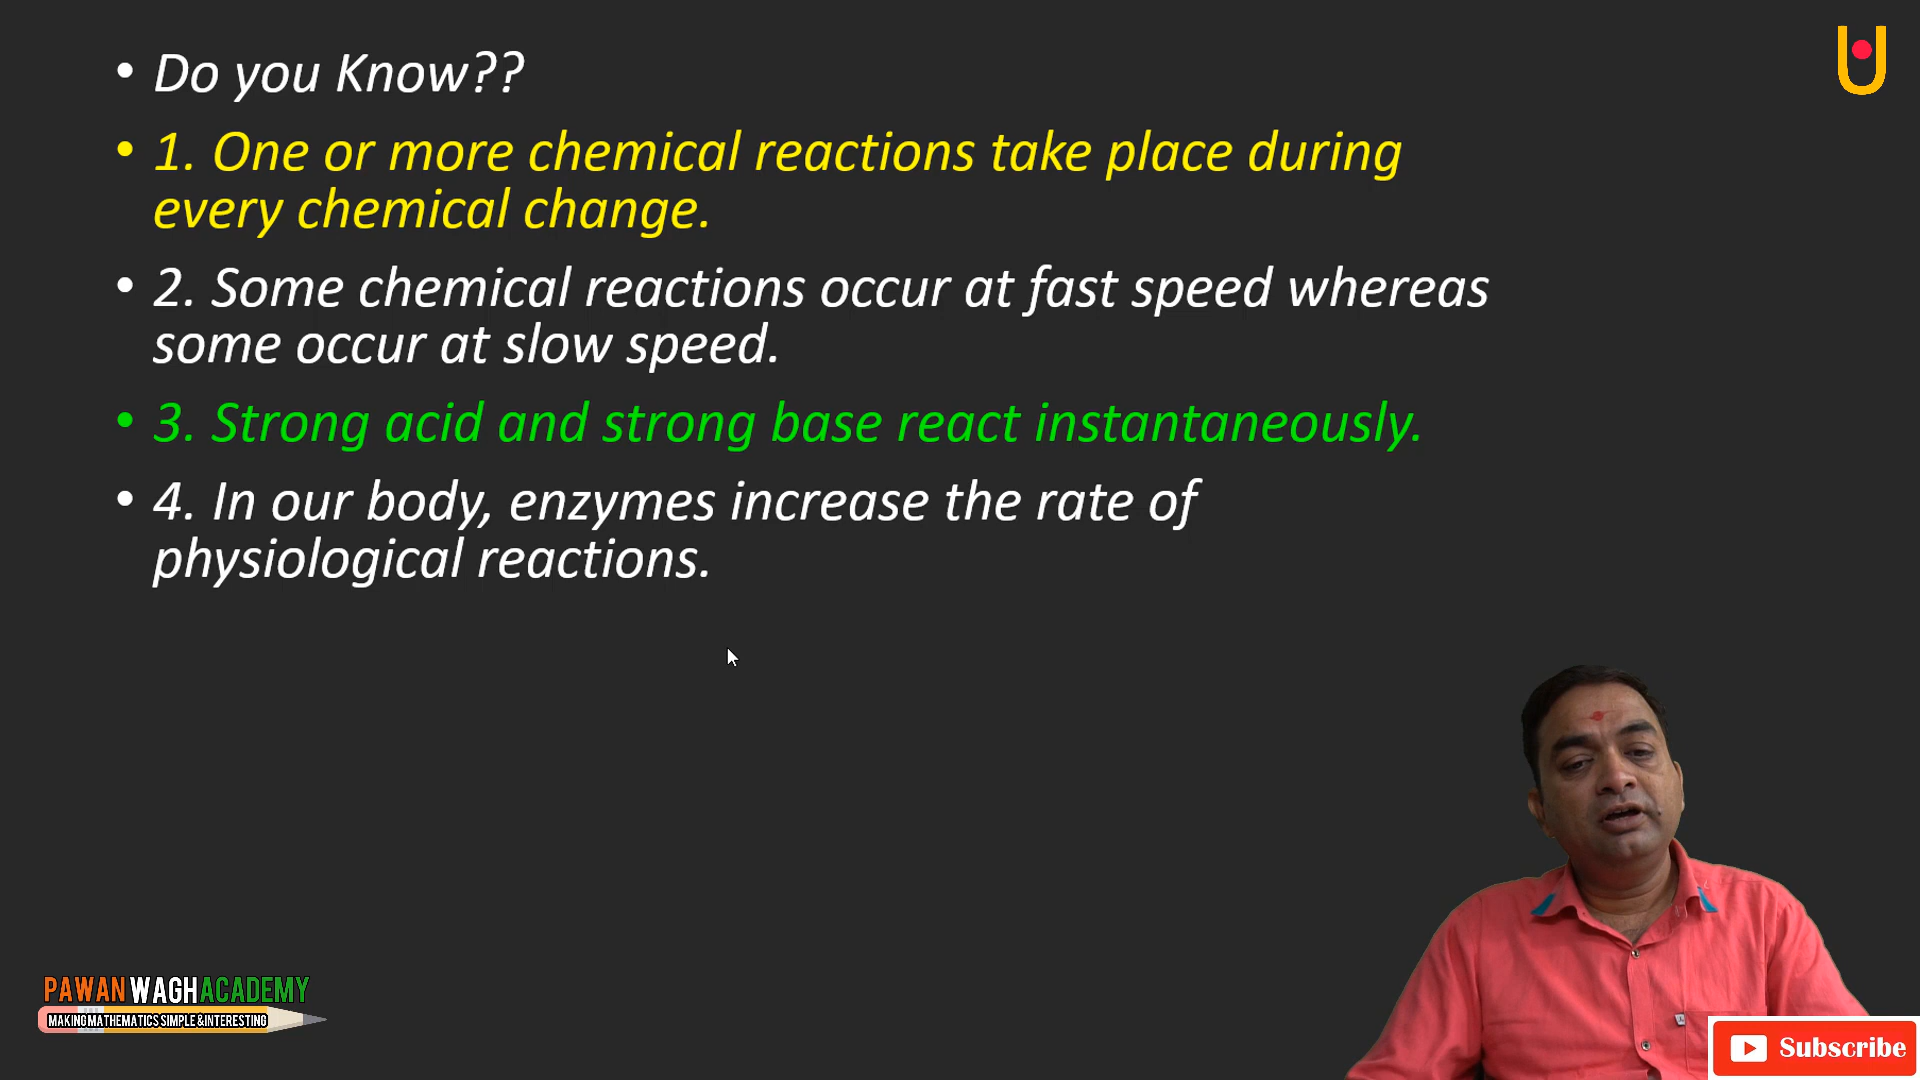 • Do you Know??
• 1. One or more chemical reactions take place during
every chemical change.
• 2. Some chemical reactions occur at fast speed whereas
some occur at slow speed.
• 3. Strong acid and strong base react instantaneously.
• 4. In our body, enzymes increase the rate of
physiological reactions.
PAWAN WAGH ACADEMY
MAKING MATHEMATICS SIMPLE & INTERESTING
Subscribe